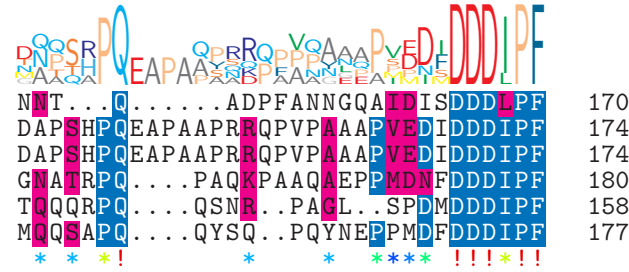 NNT...Q......ADPFANNGQAIDISDDDLPF 170
DAPSHPQEAPAAPRRQPVPAAAPVEDIDDDIPF 174
DAPSHPQEAPAAPRRQPVPAAAPVEDIDDDIPF 174
GNATRPQ....PAQKPAAQAEPPMDNFDDDIPF 180
TQQQRPQ....QSNR..PAGL..SPDMDDDIPF 158
MQQSAPQ....QYSQ..PQYNEPPMDFDDDIPF 177
* * *! * * **** !!!*!!